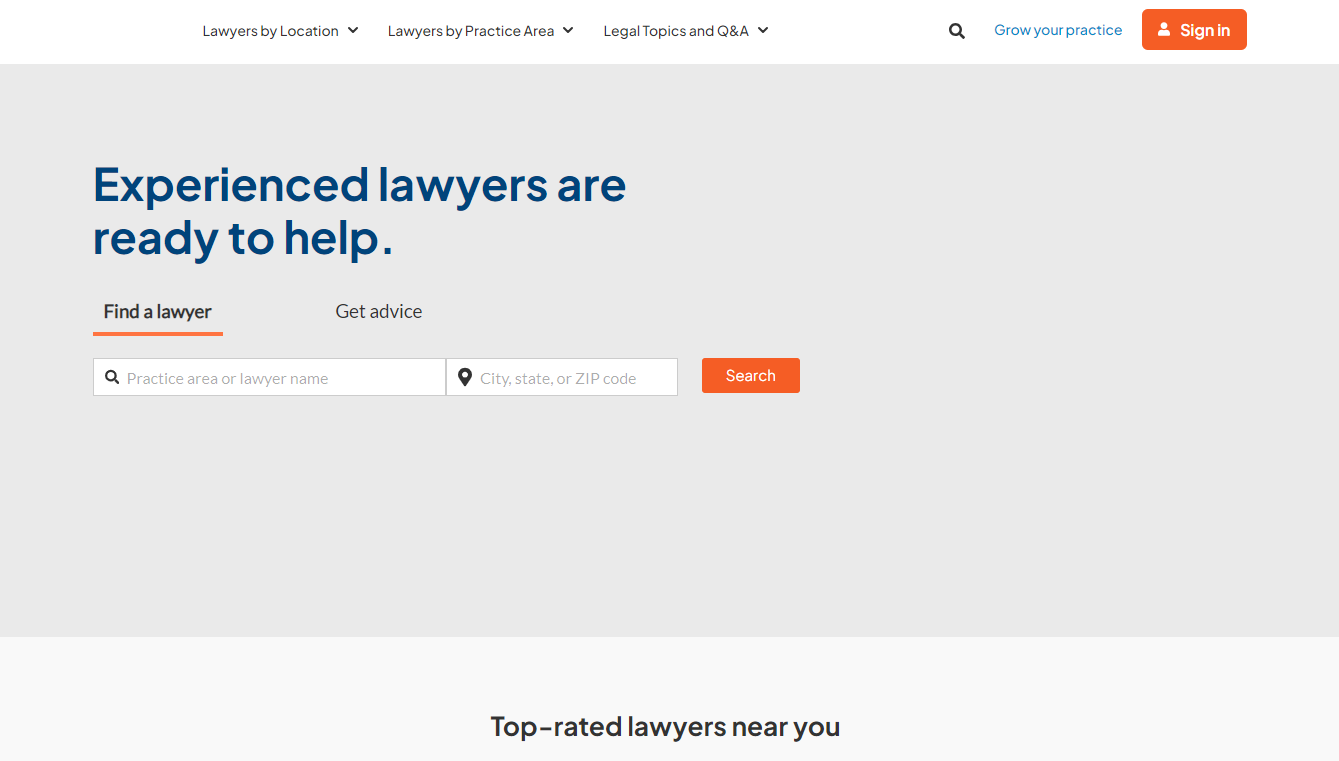 Lawyers by Location
Lawyers by Practice Area
Legal Topics and Q&A
Grow your practice
Sign in
Experienced lawyers are
ready to help.
Find a lawyer
Get advice
Practice area or lawyer name
City, state, or ZIP code
Search
Top-rated lawyers near you